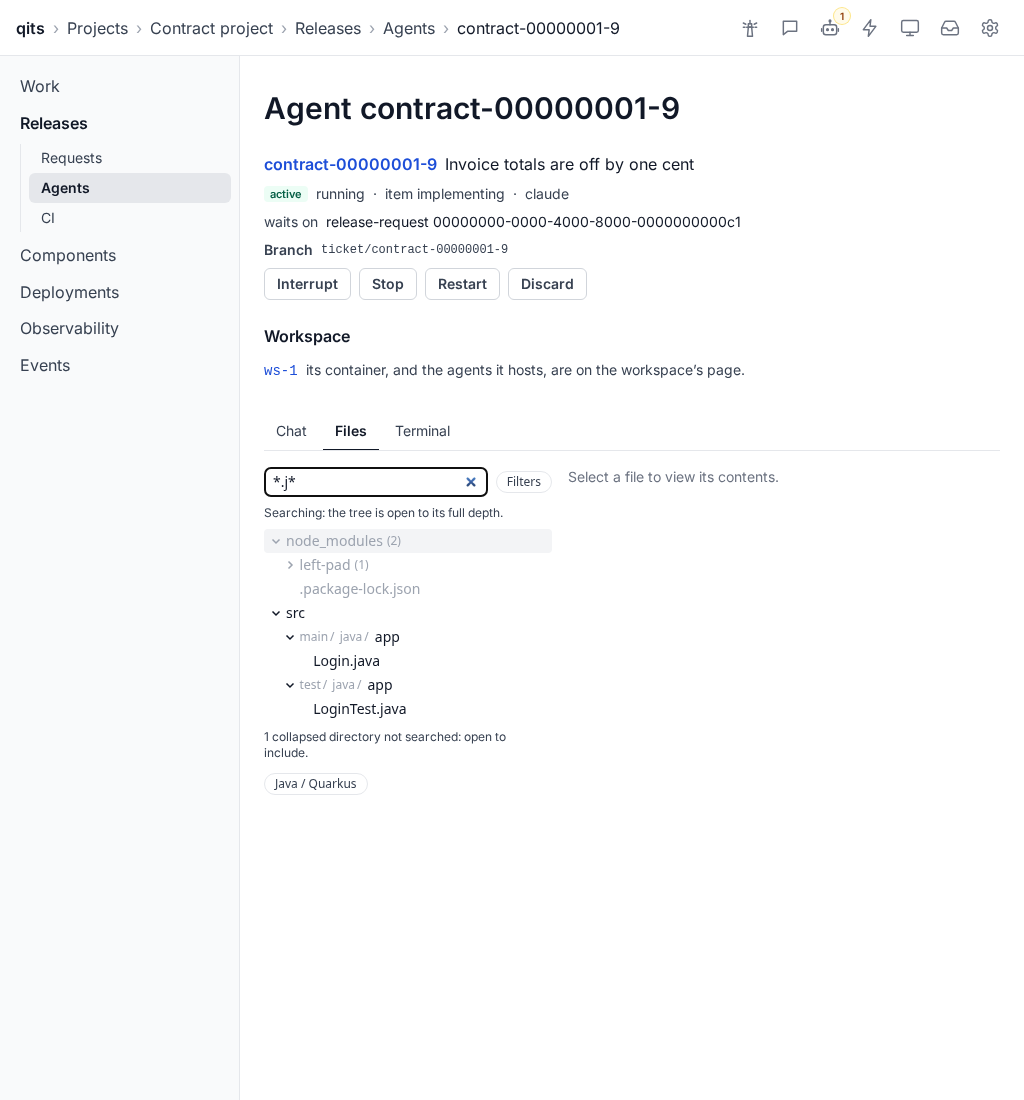 qits › Projects › Contract project › Releases › Agents › contract-00000001-9
1
Work
Releases
Requests
Agents
CI
Components
Deployments
Observability
Events
Agent contract-00000001-9
contract-00000001-9 Invoice totals are off by one cent
active running · item implementing · claude
waits on release-request 00000000-0000-4000-8000-0000000000c1
Branch ticket/contract-00000001-9
Interrupt Stop Restart Discard
Workspace
ws-1 its container, and the agents it hosts, are on the workspace’s page.
Chat Files Terminal
*.j* Filters
Select a file to view its contents.
Searching: the tree is open to its full depth.
node_modules (2)
left-pad (1)
.package-lock.json
src
main/ java/ app
Login.java
test/ java/ app
LoginTest.java
1 collapsed directory not searched: open to
include.
Java / Quarkus